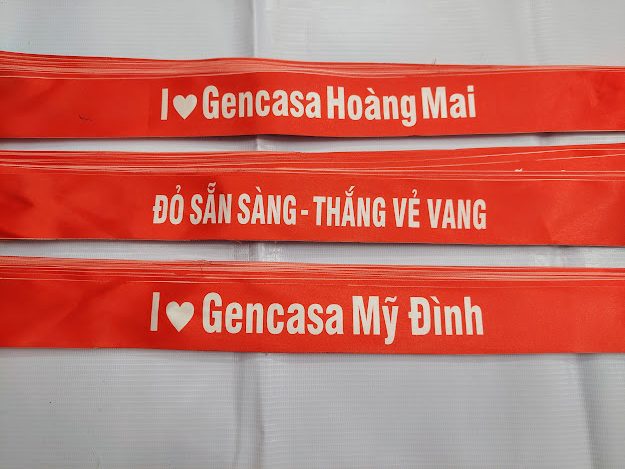 I ♥ Gencasa Hoàng Mai
ĐỎ SẴN SÀNG - THẮNG VẺ VANG
I ♥ Gencasa Mỹ Đình